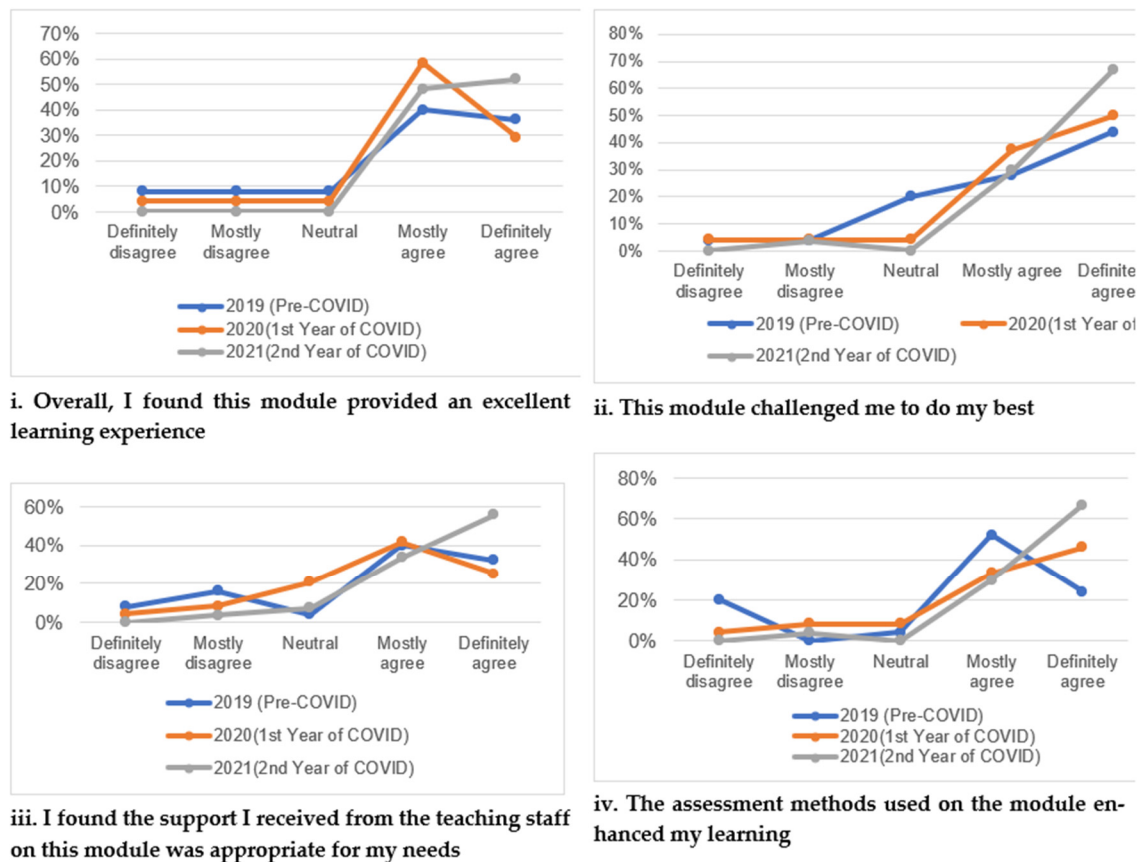 70%
60%
50%
40%
30%
20%
10%
0%
Definitely disagree
Mostly disagree
Neutral
Mostly agree
Definitely agree
2019 (Pre-COVID)
2020(1st Year of COVID)
2021(2nd Year of COVID)
i. Overall, I found this module provided an excellent
learning experience
80%
70%
60%
50%
40%
30%
20%
10%
0%
Definitely disagree
Mostly disagree
Neutral
Mostly agree
Definite
agree
2019 (Pre-COVID)
2020(1st Year of
2021(2nd Year of COVID)
ii. This module challenged me to do my best
60%
40%
20%
0%
Definitely disagree
Mostly disagree
Neutral
Mostly agree
Definitely agree
2019 (Pre-COVID)
2020(1st Year of COVID)
2021(2nd Year of COVID)
iii. I found the support I received from the teaching staff
on this module was appropriate for my needs
80%
60%
40%
20%
0%
Definitely disagree
Mostly disagree
Neutral
Mostly agree
Definitely agree
2019 (Pre-COVID)
2020(1st Year of COVID)
2021(2nd Year of COVID)
iv. The assessment methods used on the module en-
hanced my learning